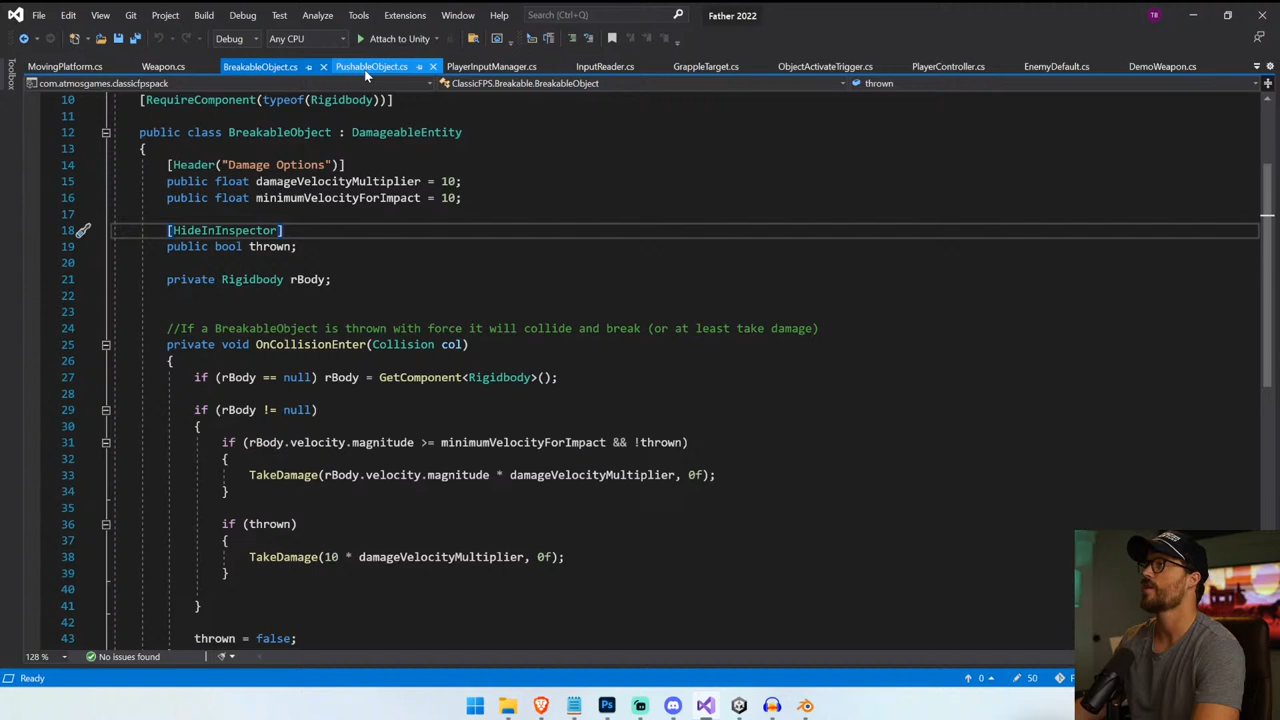 File Edit View Git Project Build Debug Test Analyze Tools Extensions Window Help Search (Ctrl+Q) Father 2022 TB
Debug Any CPU Attach to Unity
MovingPlatform.cs Weapon.cs BreakableObject.cs PushableObject.cs PlayerInputManager.cs InputReader.cs GrappleTarget.cs ObjectActivateTrigger.cs PlayerController.cs EnemyDefault.cs DemoWeapon.cs
Toolbox
com.atmosgames.classicfpspack ClassicFPS.Breakable.BreakableObject thrown
10 [RequireComponent(typeof(Rigidbody))]
11
12 public class BreakableObject : DamageableEntity
13 {
14 [Header("Damage Options")]
15 public float damageVelocityMultiplier = 10;
16 public float minimumVelocityForImpact = 10;
17
18 [HideInInspector]
19 public bool thrown;
20
21 private Rigidbody rBody;
22
23
24 //If a BreakableObject is thrown with force it will collide and break (or at least take damage)
25 private void OnCollisionEnter(Collision col)
26 {
27 if (rBody == null) rBody = GetComponent<Rigidbody>();
28
29 if (rBody != null)
30 {
31 if (rBody.velocity.magnitude >= minimumVelocityForImpact && !thrown)
32 {
33 TakeDamage(rBody.velocity.magnitude * damageVelocityMultiplier, 0f);
34 }
35
36 if (thrown)
37 {
38 TakeDamage(10 * damageVelocityMultiplier, 0f);
39 }
40
41 }
42
43 thrown = false;
128 % No issues found
Ready 0 50